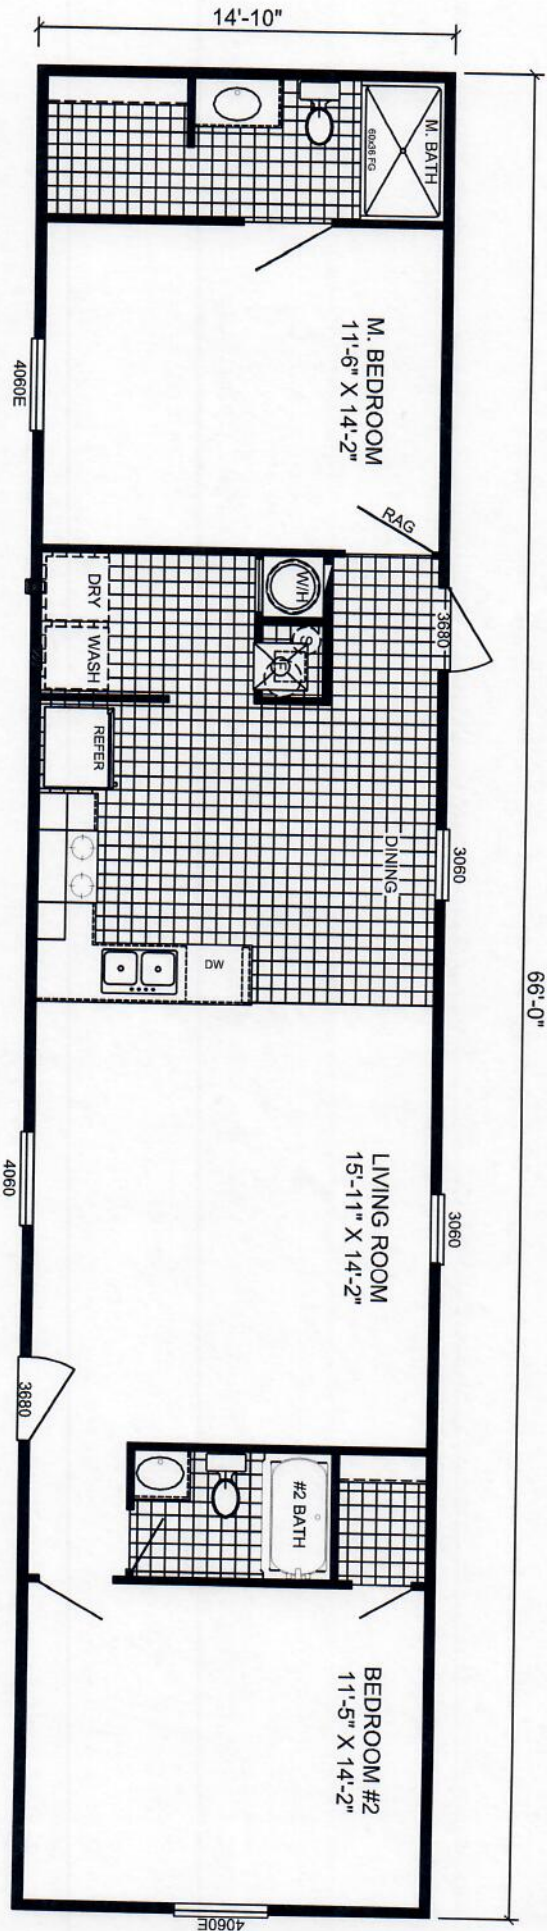 14'-10"
66'-0"
M. BATH
60x36 FG
M. BEDROOM
11'-6" X 14'-2"
4060E
RAG
W/H
3680
DRY
WASH
S
E
REFER
DINING
3060
DW
LIVING ROOM
15'-11" X 14'-2"
3060
4060
3680
#2 BATH
BEDROOM #2
11'-5" X 14'-2"
4060E